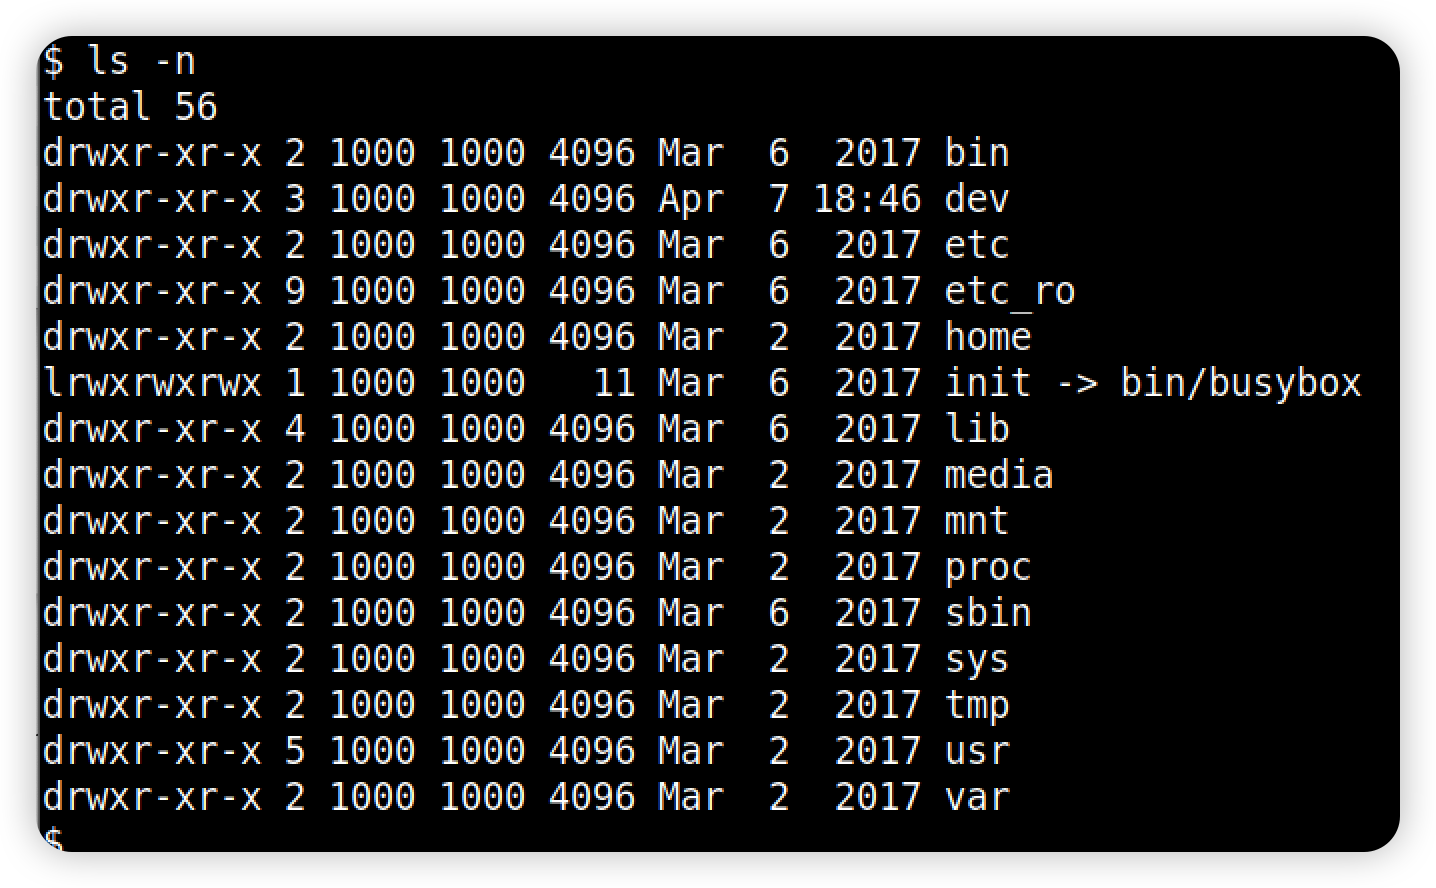 $ ls -n
total 56
drwxr-xr-x 2 1000 1000 4096 Mar  6  2017 bin
drwxr-xr-x 3 1000 1000 4096 Apr  7 18:46 dev
drwxr-xr-x 2 1000 1000 4096 Mar  6  2017 etc
drwxr-xr-x 9 1000 1000 4096 Mar  6  2017 etc_ro
drwxr-xr-x 2 1000 1000 4096 Mar  2  2017 home
lrwxrwxrwx 1 1000 1000   11 Mar  6  2017 init -> bin/busybox
drwxr-xr-x 4 1000 1000 4096 Mar  6  2017 lib
drwxr-xr-x 2 1000 1000 4096 Mar  2  2017 media
drwxr-xr-x 2 1000 1000 4096 Mar  2  2017 mnt
drwxr-xr-x 2 1000 1000 4096 Mar  2  2017 proc
drwxr-xr-x 2 1000 1000 4096 Mar  6  2017 sbin
drwxr-xr-x 2 1000 1000 4096 Mar  2  2017 sys
drwxr-xr-x 2 1000 1000 4096 Mar  2  2017 tmp
drwxr-xr-x 5 1000 1000 4096 Mar  2  2017 usr
drwxr-xr-x 2 1000 1000 4096 Mar  2  2017 var
$